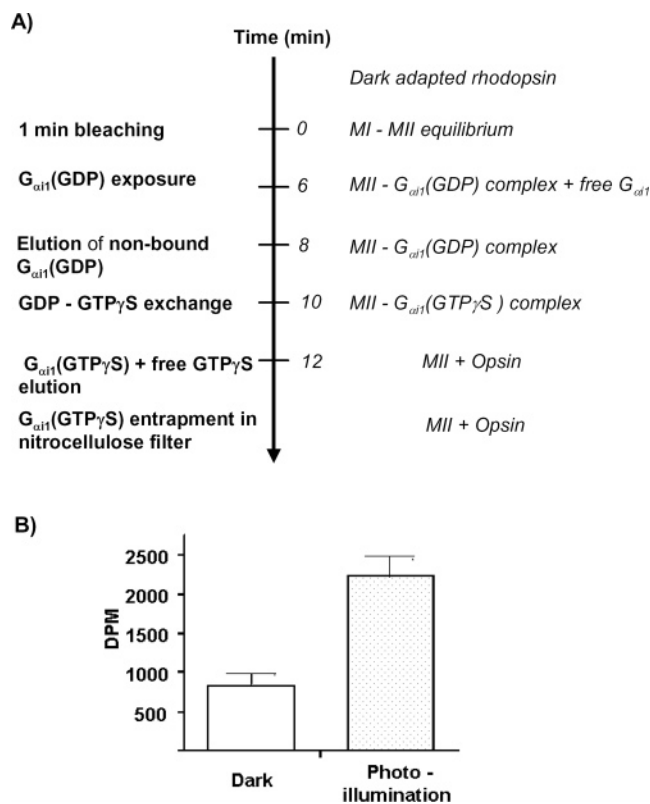 A)
Time (min)
Dark adapted rhodopsin
1 min bleaching 0 MI - MII equilibrium
Gαi1(GDP) exposure 6 MII - Gαi1(GDP) complex + free Gαi1
Elution of non-bound Gαi1(GDP) 8 MII - Gαi1(GDP) complex
GDP - GTPγS exchange 10 MII - Gαi1(GTPγS ) complex
Gαi1(GTPγS) + free GTPγS elution 12 MII + Opsin
Gαi1(GTPγS) entrapment in nitrocellulose filter MII + Opsin
B)
2500
2000
1500
1000
500
DPM
Dark
Photo -
illumination